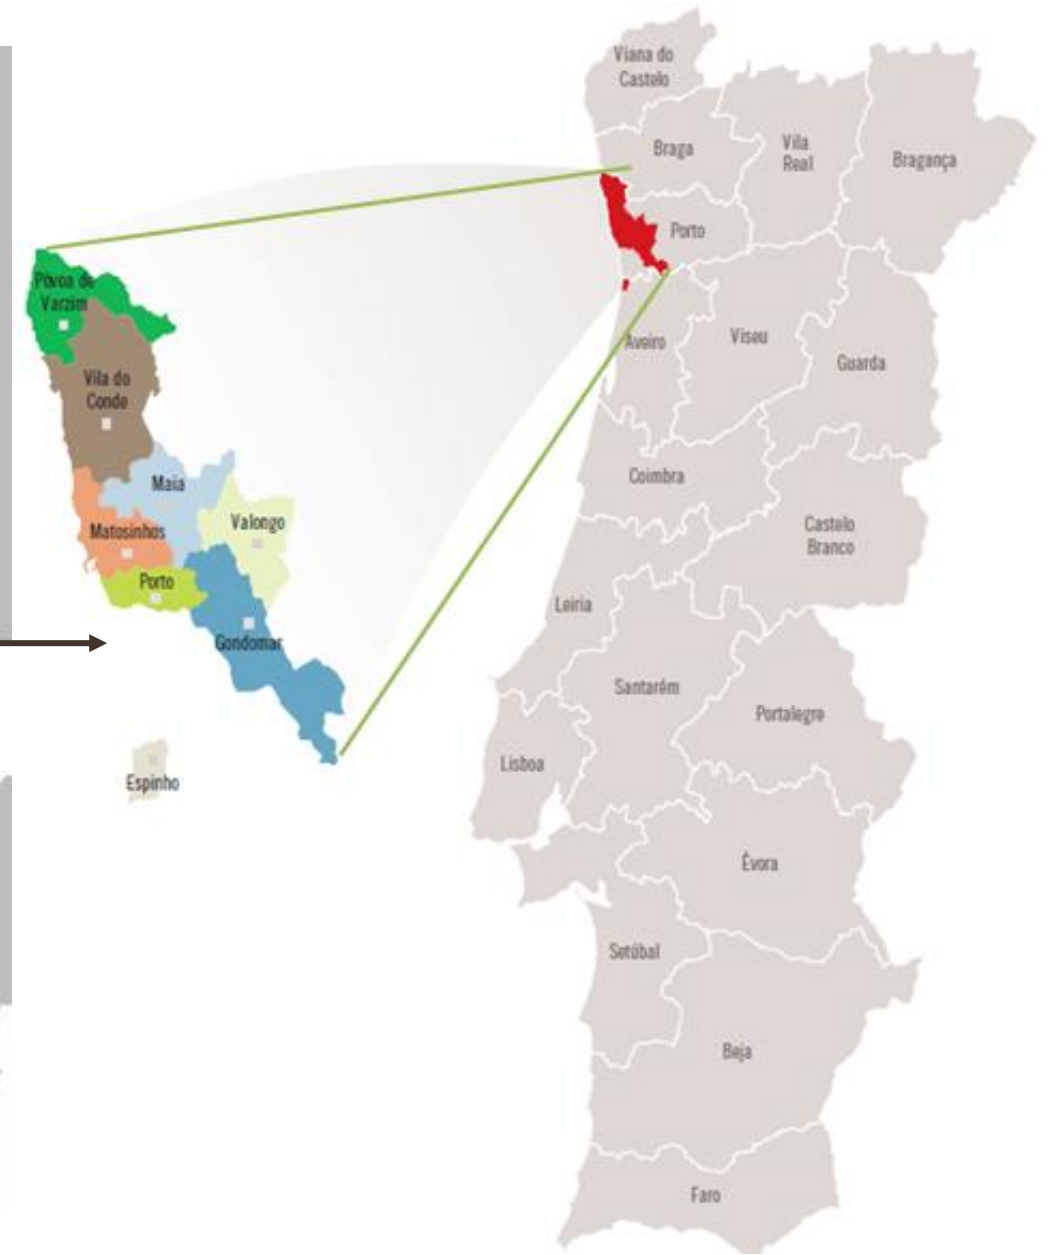 Viana do
Castelo
Braga
Vila
Real
Bragança
Porto
Aveiro
Viseu
Guarda
Coimbra
Castelo
Branco
Leiria
Santarém
Portalegre
Lisboa
Évora
Setúbal
Beja
Faro
Póvoa de
Varzim
Vila do
Conde
Maia
Matosinhos
Valongo
Porto
Gondomar
Espinho